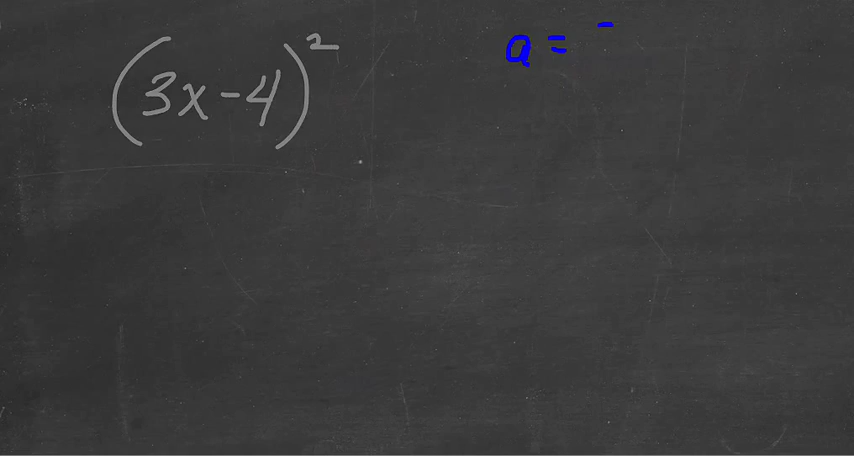 (3x-4)²
a =